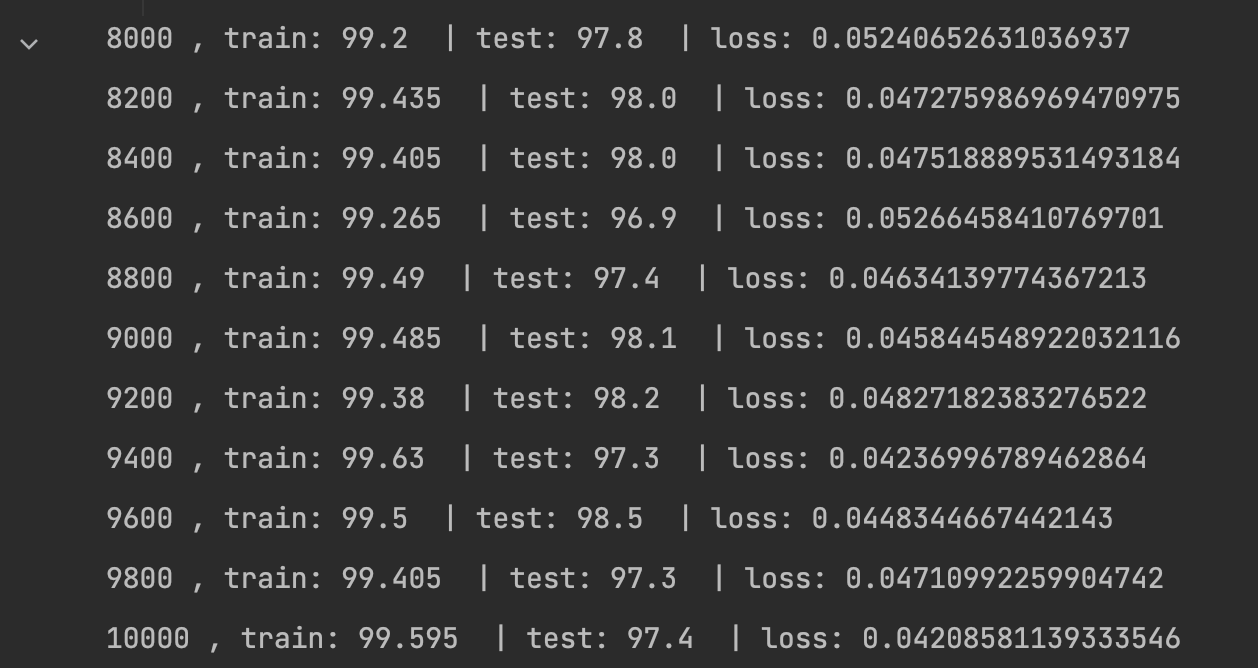 8000 , train: 99.2  | test: 97.8  | loss: 0.05240652631036937
8200 , train: 99.435  | test: 98.0  | loss: 0.047275986969470975
8400 , train: 99.405  | test: 98.0  | loss: 0.047518889531493184
8600 , train: 99.265  | test: 96.9  | loss: 0.05266458410769701
8800 , train: 99.49  | test: 97.4  | loss: 0.04634139774367213
9000 , train: 99.485  | test: 98.1  | loss: 0.045844548922032116
9200 , train: 99.38  | test: 98.2  | loss: 0.04827182383276522
9400 , train: 99.63  | test: 97.3  | loss: 0.04236996789462864
9600 , train: 99.5  | test: 98.5  | loss: 0.0448344667442143
9800 , train: 99.405  | test: 97.3  | loss: 0.04710992259904742
10000 , train: 99.595  | test: 97.4  | loss: 0.04208581139333546